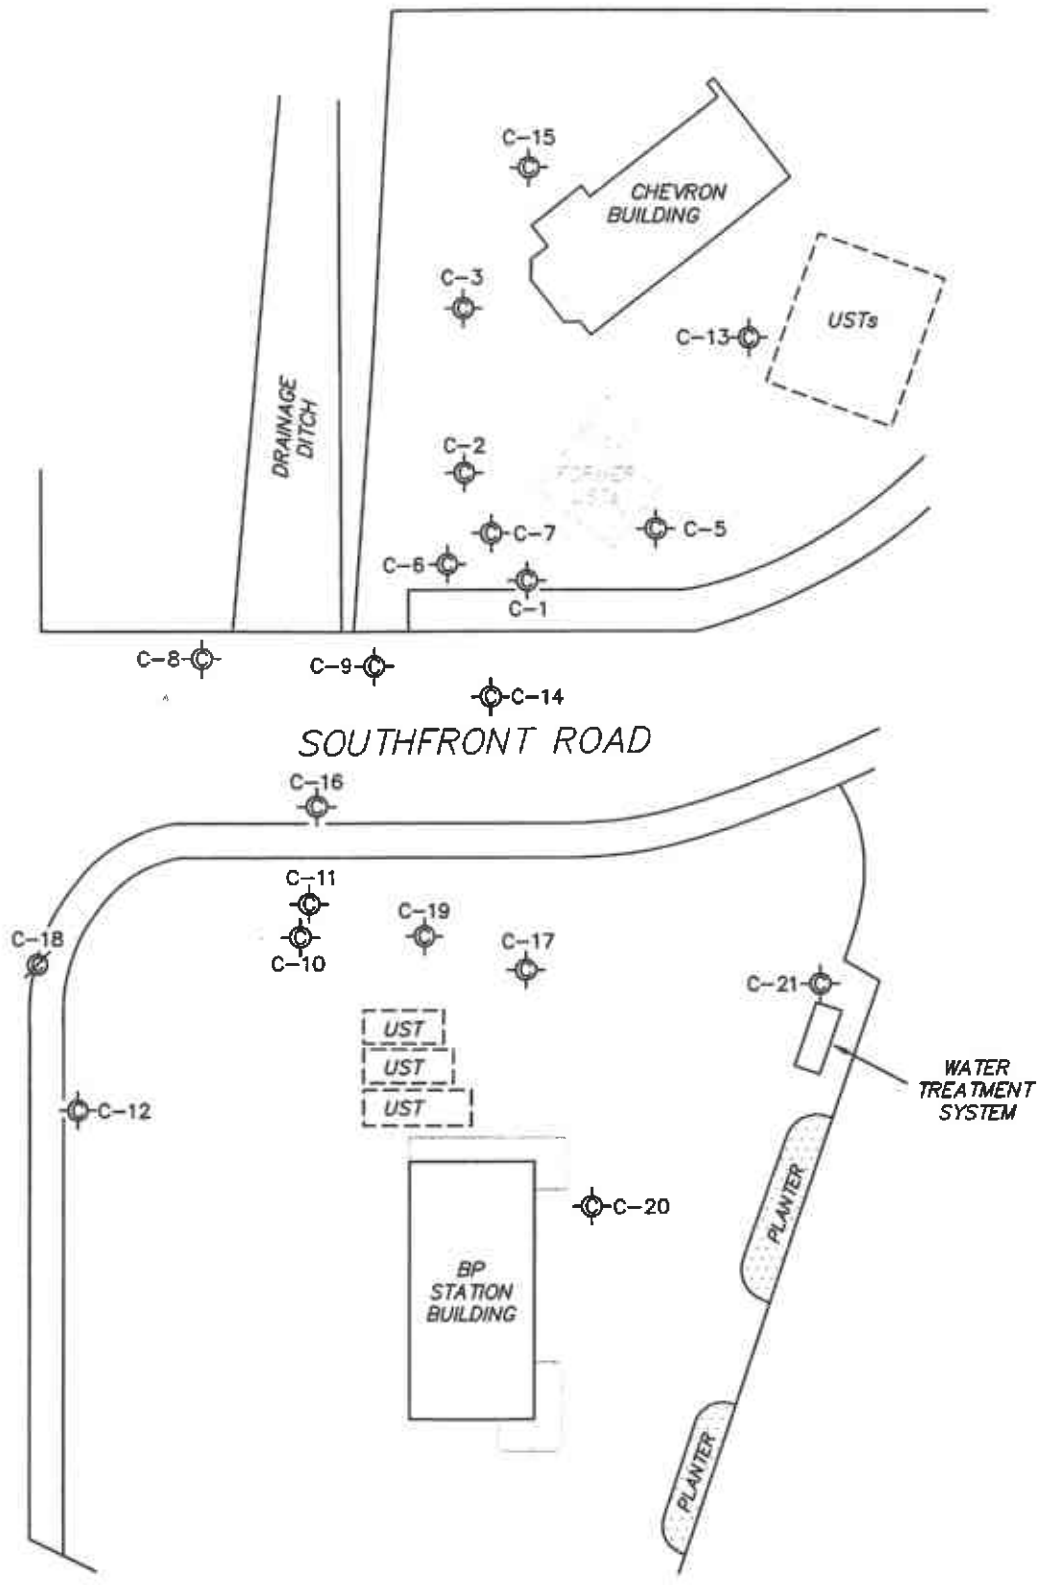 C-15
CHEVRON
BUILDING
C-3
USTs
C-13
DRAINAGE
DITCH
C-2
FORMER
USTs
C-7
C-5
C-6
C-1
C-8
C-9
C-14
SOUTHFRONT ROAD
C-16
C-11
C-19
C-18
C-17
C-10
C-21
UST
UST
UST
WATER
TREATMENT
SYSTEM
C-12
PLANTER
C-20
BP
STATION
BUILDING
PLANTER